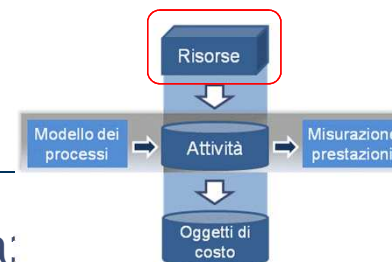 Risorse
Modello dei
processi
Attività
Misurazione
prestazioni
Oggetti di
costo
a: